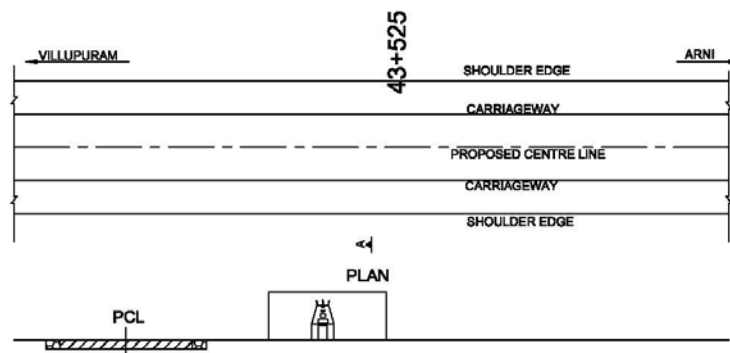 VILLUPURAM
43+525
ARNI
SHOULDER EDGE
CARRIAGEWAY
PROPOSED CENTRE LINE
CARRIAGEWAY
SHOULDER EDGE
A
PLAN
PCL